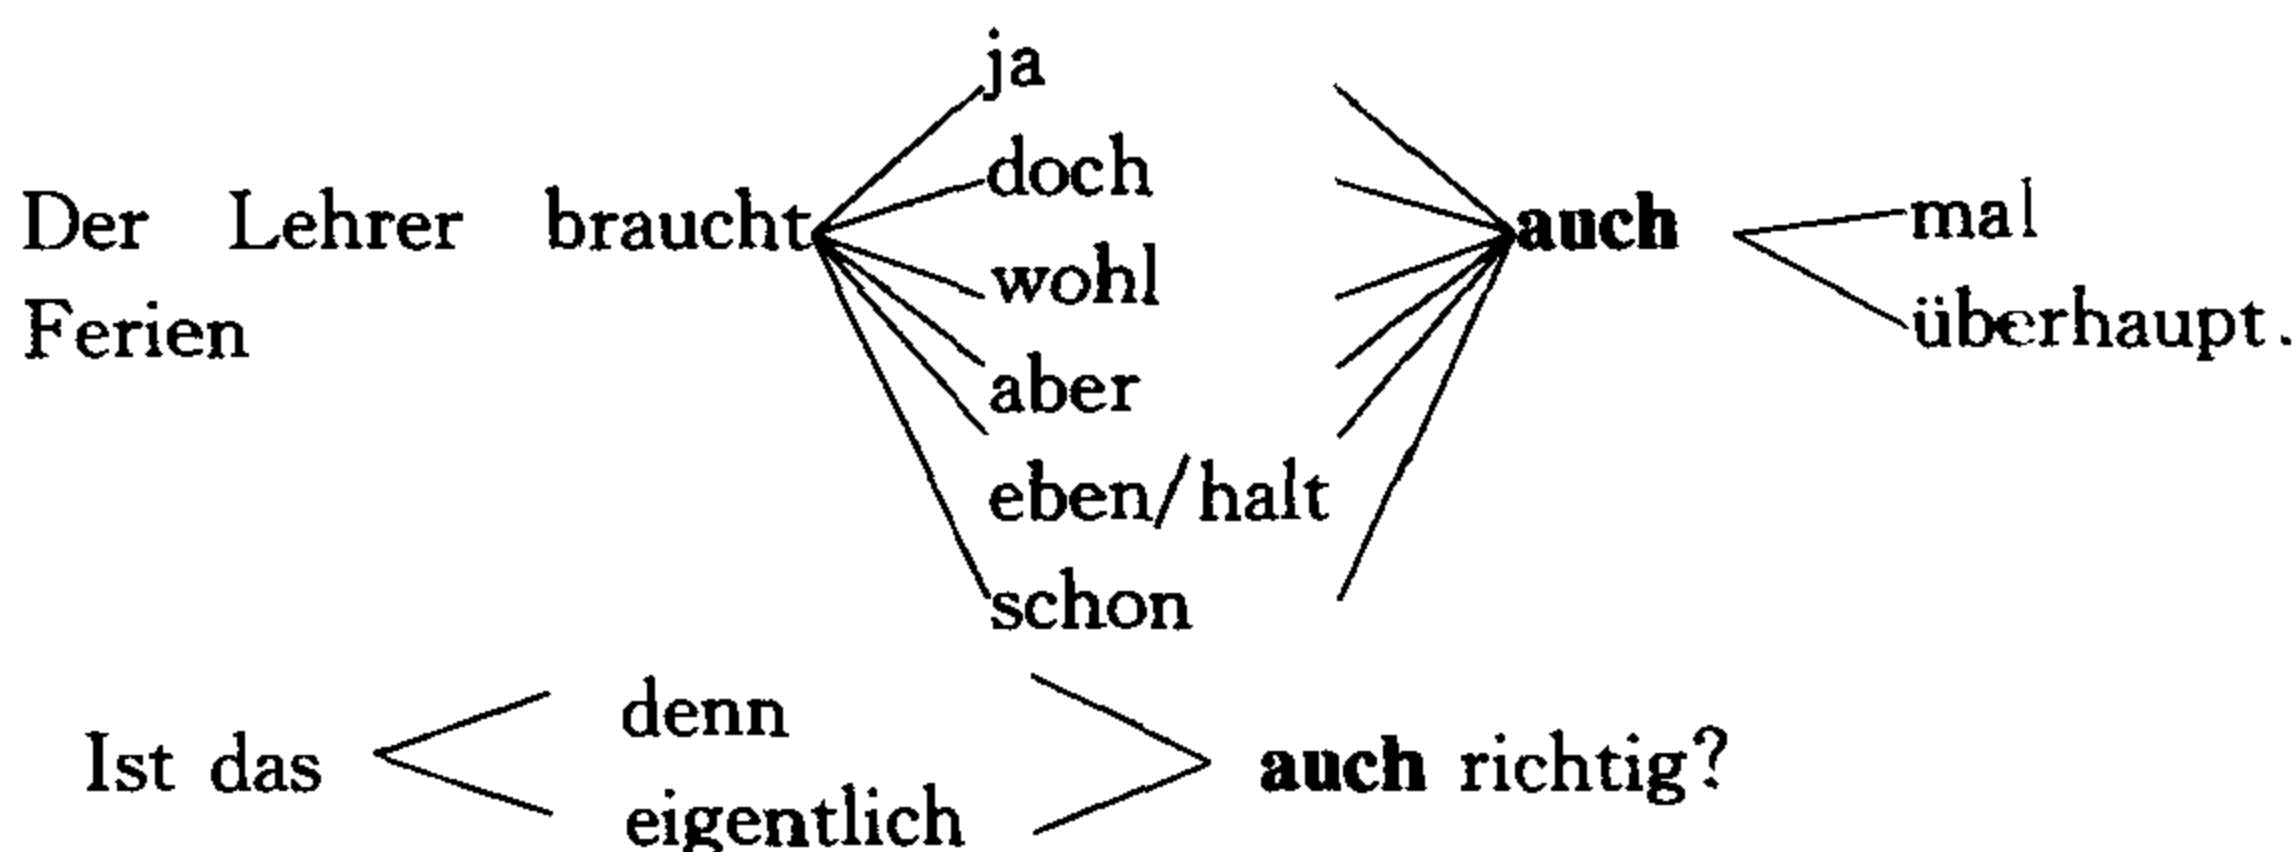 ja
doch
Der Lehrer braucht auch mal
wohl
Ferien überhaupt.
aber
eben/halt
schon
denn
Ist das auch richtig?
eigentlich